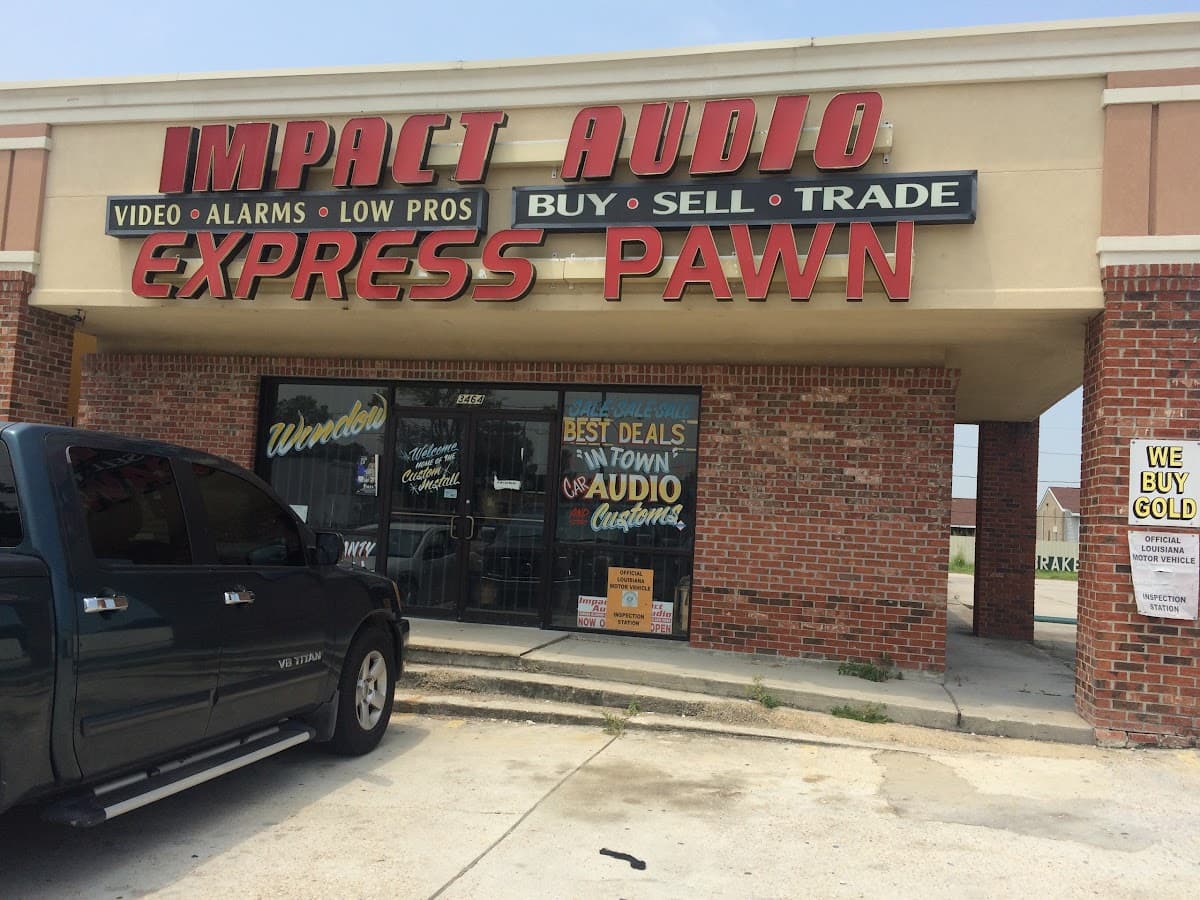 IMPACT AUDIO
VIDEO • ALARMS • LOW PROS
BUY • SELL • TRADE
EXPRESS PAWN
3464
Window
Welcome
HOME OF THE
Custom
Install
SALE SALE SALE
BEST DEALS
"IN TOWN"
CAR AUDIO
AND Customs
OFFICIAL
LOUISIANA
MOTOR VEHICLE
INSPECTION
STATION
NOW
OPEN
V8 TITAN
WE
BUY
GOLD
OFFICIAL
LOUISIANA
MOTOR VEHICLE
INSPECTION
STATION